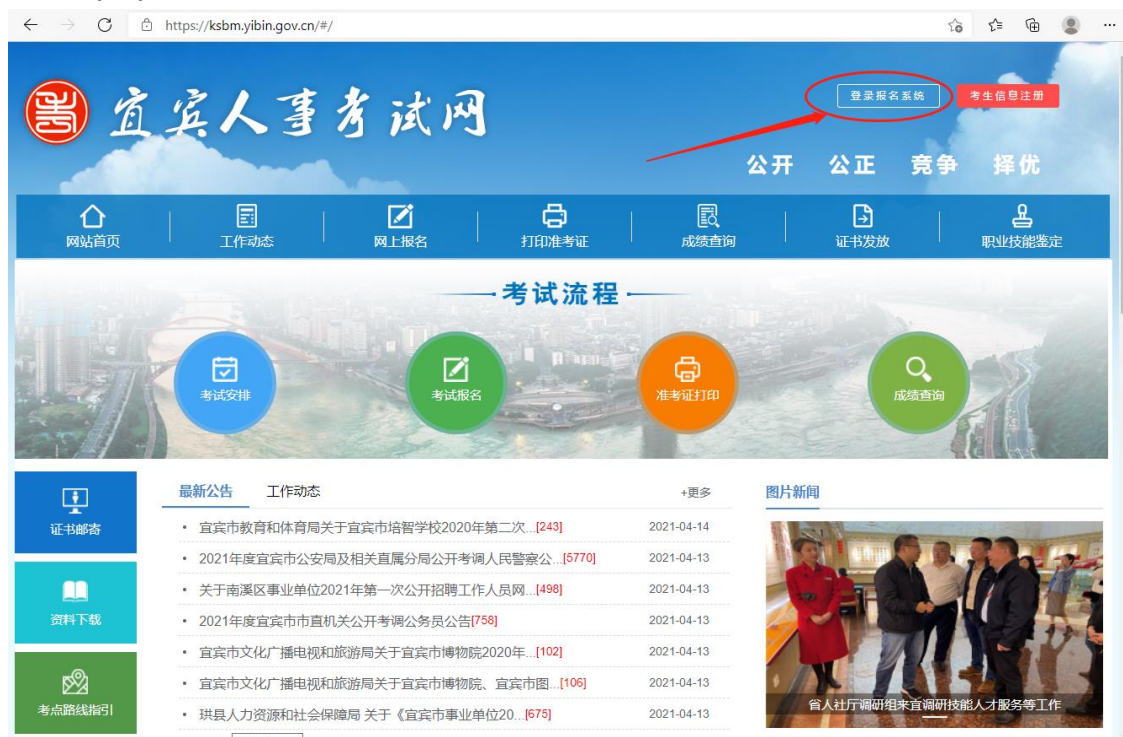 https://ksbm.yibin.gov.cn/#/
宜宾人事考试网
登录报名系统
考生信息注册
公开 公正 竞争 择优
网站首页 工作动态 网上报名 打印准考证 成绩查询 证书发放 职业技能鉴定
考试流程
考试安排 考试报名 准考证打印 成绩查询
证书邮寄
资料下载
考点路线指引
最新公告 工作动态 +更多
• 宜宾市教育和体育局关于宜宾市培智学校2020年第二次...[243] 2021-04-14
• 2021年度宜宾市公安局及相关直属分局公开考调人民警察公...[5770] 2021-04-13
• 关于南溪区事业单位2021年第一次公开招聘工作人员网...[498] 2021-04-13
• 2021年度宜宾市市直机关公开考调公务员公告[758] 2021-04-13
• 宜宾市文化广播电视和旅游局关于宜宾市博物院2020年...[102] 2021-04-13
• 宜宾市文化广播电视和旅游局关于宜宾市博物院、宜宾市图...[106] 2021-04-13
• 珙县人力资源和社会保障局 关于《宜宾市事业单位20...[675] 2021-04-13
图片新闻
省人社厅调研组来宜调研技能人才服务等工作